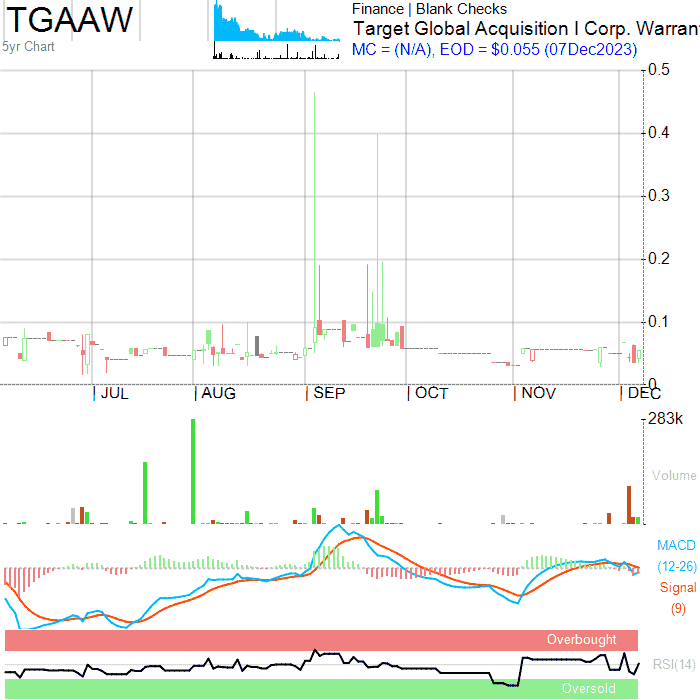 TGAAW
5yr Chart
Finance | Blank Checks
Target Global Acquisition I Corp. Warran
MC = (N/A), EOD = $0.055 (07Dec2023)
0.5
0.4
0.3
0.2
0.1
0
JUL
AUG
SEP
OCT
NOV
DEC
283k
Volume
MACD
(12-26)
Signal
(9)
Overbought
RSI(14)
Oversold